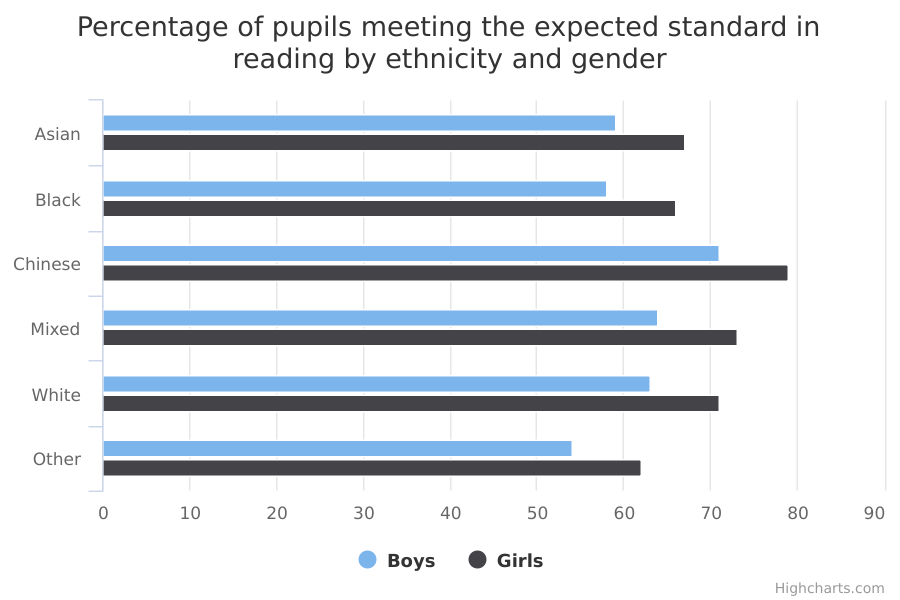 Percentage of pupils meeting the expected standard in
reading by ethnicity and gender
Asian
Black
Chinese
Mixed
White
Other
0 10 20 30 40 50 60 70 80 90
Boys Girls
Highcharts.com